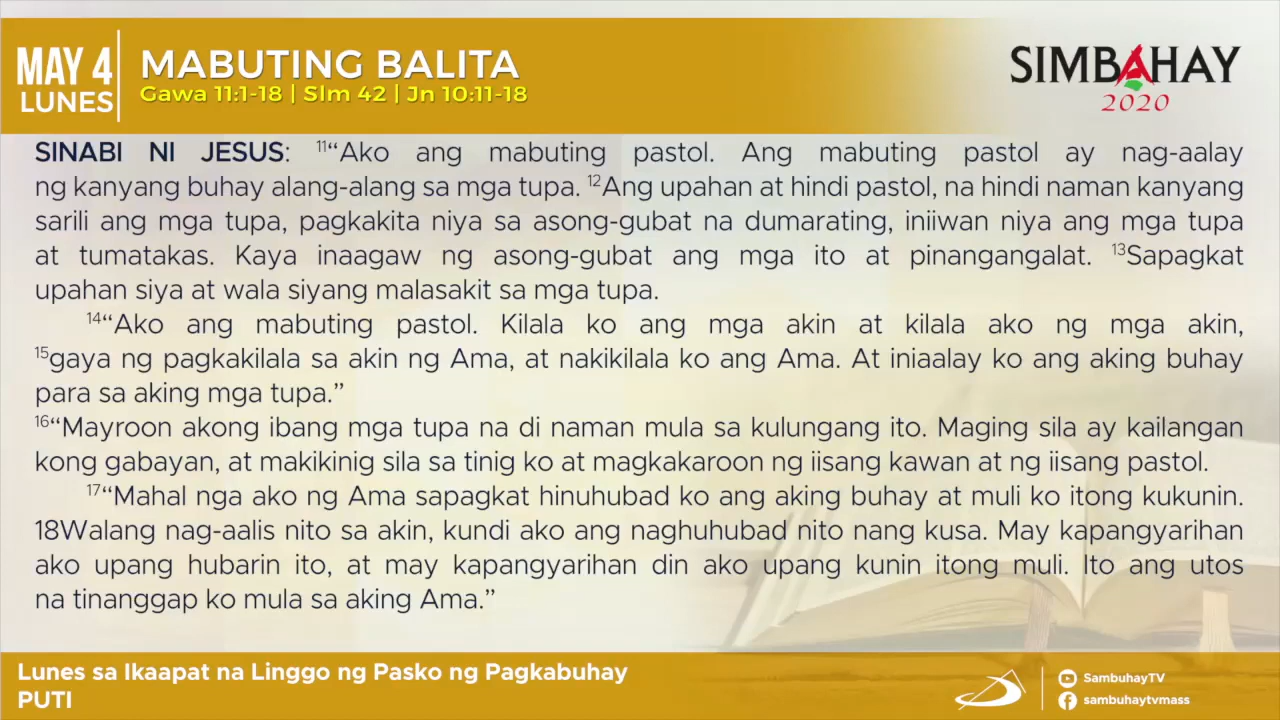 MAY 4
LUNES
MABUTING BALITA
Gawa 11:1-18 | Slm 42 | Jn 10:11-18
SIMBAHAY
2020
SINABI NI JESUS: ¹¹“Ako ang mabuting pastol. Ang mabuting pastol ay nag-aalay
ng kanyang buhay alang-alang sa mga tupa. ¹²Ang upahan at hindi pastol, na hindi naman kanyang
sarili ang mga tupa, pagkakita niya sa asong-gubat na dumarating, iniiwan niya ang mga tupa
at tumatakas. Kaya inaagaw ng asong-gubat ang mga ito at pinangangalat. ¹³Sapagkat
upahan siya at wala siyang malasakit sa mga tupa.
¹⁴“Ako ang mabuting pastol. Kilala ko ang mga akin at kilala ako ng mga akin,
¹⁵gaya ng pagkakilala sa akin ng Ama, at nakikilala ko ang Ama. At iniaalay ko ang aking buhay
para sa aking mga tupa.”
¹⁶“Mayroon akong ibang mga tupa na di naman mula sa kulungang ito. Maging sila ay kailangan
kong gabayan, at makikinig sila sa tinig ko at magkakaroon ng iisang kawan at ng iisang pastol.
¹⁷“Mahal nga ako ng Ama sapagkat hinuhubad ko ang aking buhay at muli ko itong kukunin.
18Walang nag-aalis nito sa akin, kundi ako ang naghuhubad nito nang kusa. May kapangyarihan
ako upang hubarin ito, at may kapangyarihan din ako upang kunin itong muli. Ito ang utos
na tinanggap ko mula sa aking Ama.”
Lunes sa Ikaapat na Linggo ng Pasko ng Pagkabuhay
PUTI
SambuhayTV
sambuhaytvmass